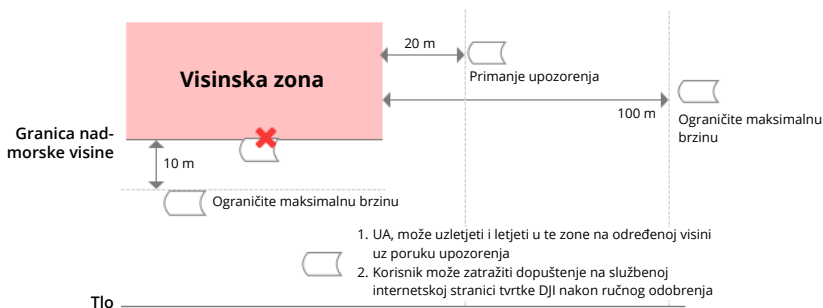 20 m
Visinska zona
Primanje upozorenja
100 m
Ograničite maksimalnu
brzinu
Granica nad-
morske visine
10 m
Ograničite maksimalnu brzinu
1. UA, može uzletjeti i letjeti u te zone na određenoj visini
uz poruku upozorenja
2. Korisnik može zatražiti dopuštenje na službenoj
internetskoj stranici tvrtke DJI nakon ručnog odobrenja
Tlo